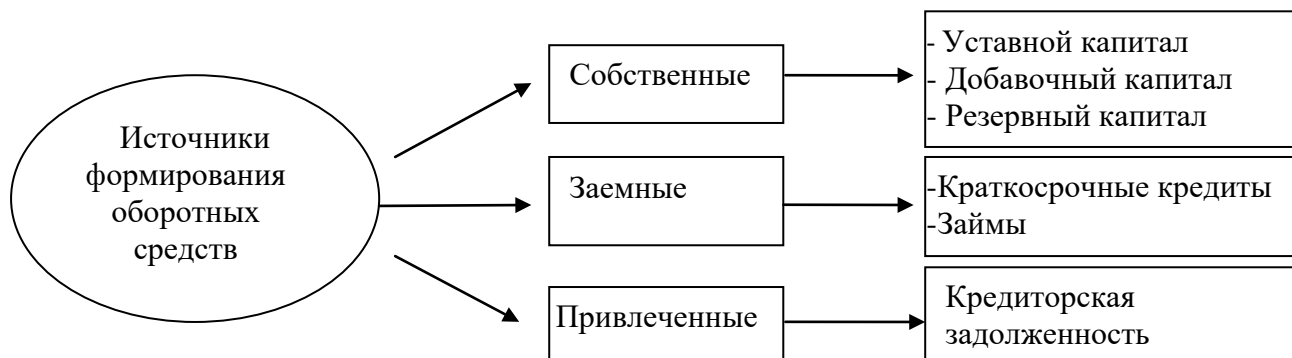 Источники
формирования
оборотных
средств
Собственные
- Уставной капитал
- Добавочный капитал
- Резервный капитал
Заемные
-Краткосрочные кредиты
-Займы
Привлеченные
Кредиторская
задолженность